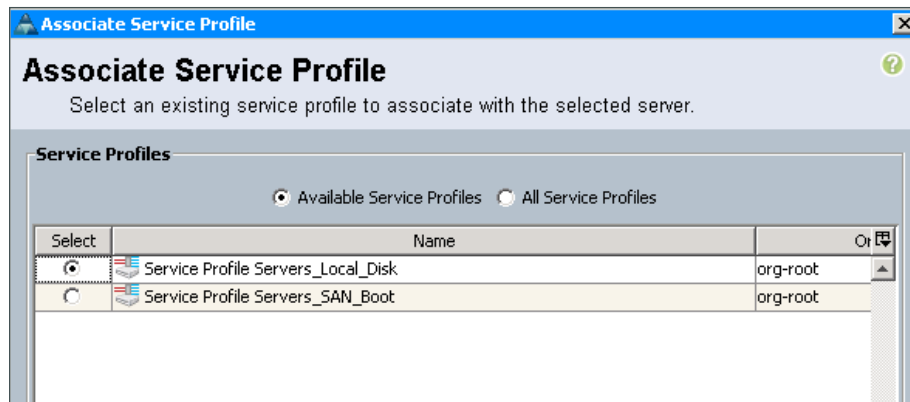 Associate Service Profile
Associate Service Profile
Select an existing service profile to associate with the selected server.
Service Profiles
Available Service Profiles All Service Profiles
Select Name Or
Service Profile Servers_Local_Disk org-root
Service Profile Servers_SAN_Boot org-root